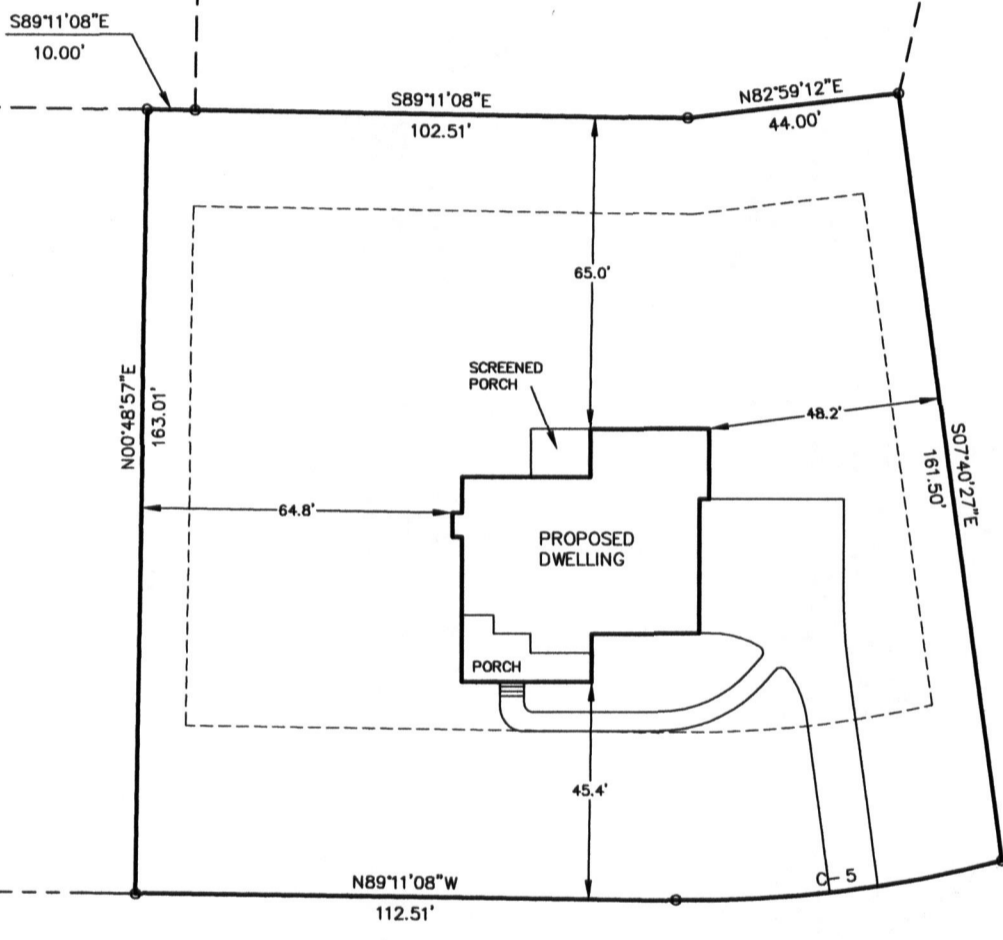 S89°11'08"E
10.00'
S89°11'08"E
102.51'
N82°59'12"E
44.00'
65.0'
SCREENED
PORCH
48.2'
N00°48'57"E
163.01'
S07°40'27"E
161.50'
64.8'
PROPOSED
DWELLING
PORCH
45.4'
C-5
N89°11'08"W
112.51'